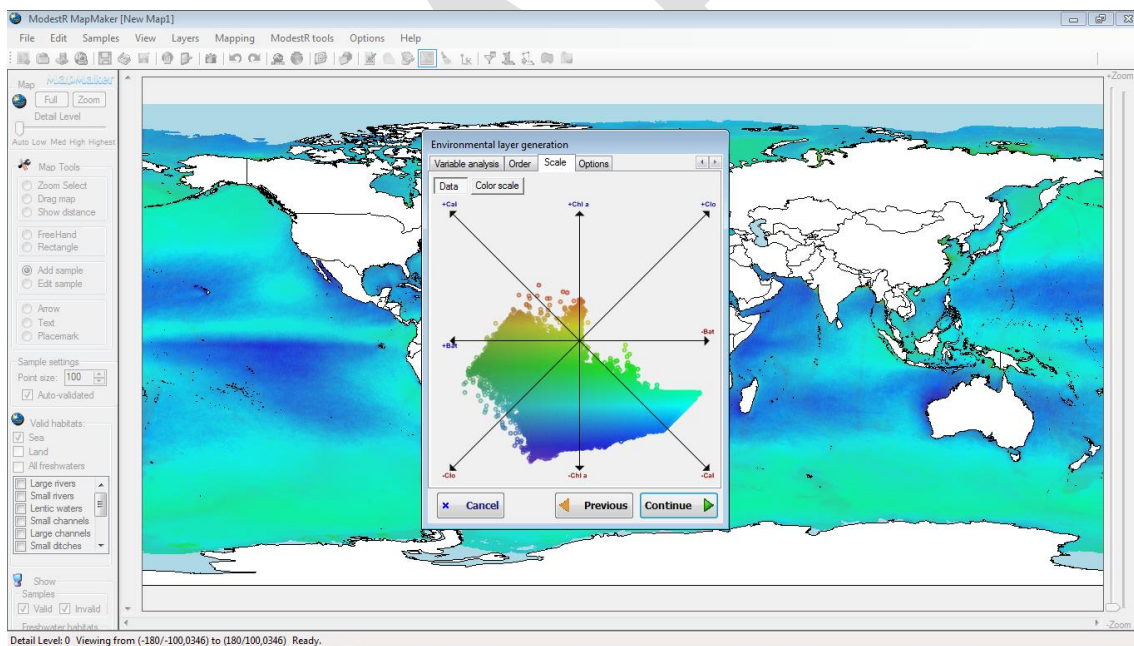 ModestR MapMaker [New Map1]
File Edit Samples View Layers Mapping ModestR tools Options Help
+Zoom
Map MapMaker
Full Zoom
Detail Level
Auto Low Med High Highest
Map Tools
Zoom Select
Drag map
Show distance
FreeHand
Rectangle
Add sample
Edit sample
Arrow
Text
Placemark
Sample settings
Point size: 100
Auto-validated
Valid habitats:
Sea
Land
All freshwaters
Large rivers
Small rivers
Lentic waters
Small channels
Large channels
Small ditches
Show
Samples
Valid Invalid
Freshwater habitats
Environmental layer generation
Variable analysis Order Scale Options
Data Color scale
+Cal +Chl a +Clo
-Bat
+Bat
-Clo -Chl a -Cal
Cancel Previous Continue
-Zoom
Detail Level: 0 Viewing from (-180/-100,0346) to (180/100,0346) Ready.